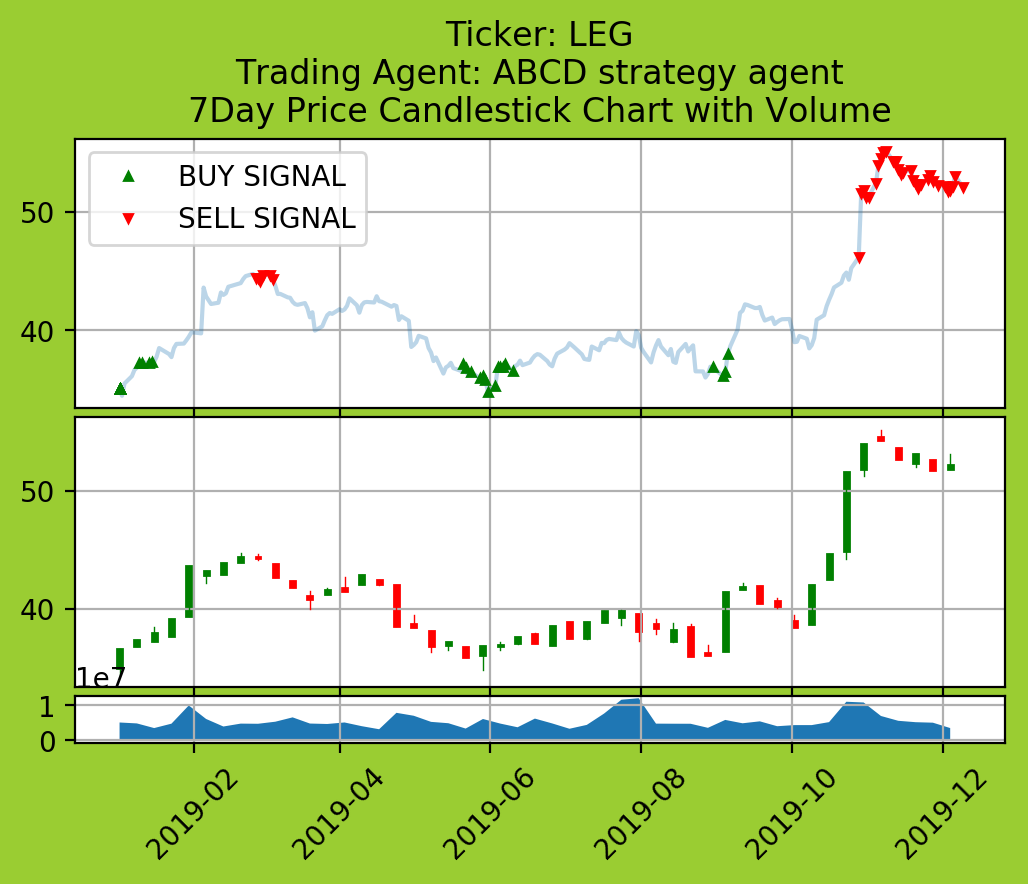 Ticker: LEG
Trading Agent: ABCD strategy agent
7Day Price Candlestick Chart with Volume
BUY SIGNAL
SELL SIGNAL
50
40
50
40
1e7
1
0
2019-02
2019-04
2019-06
2019-08
2019-10
2019-12